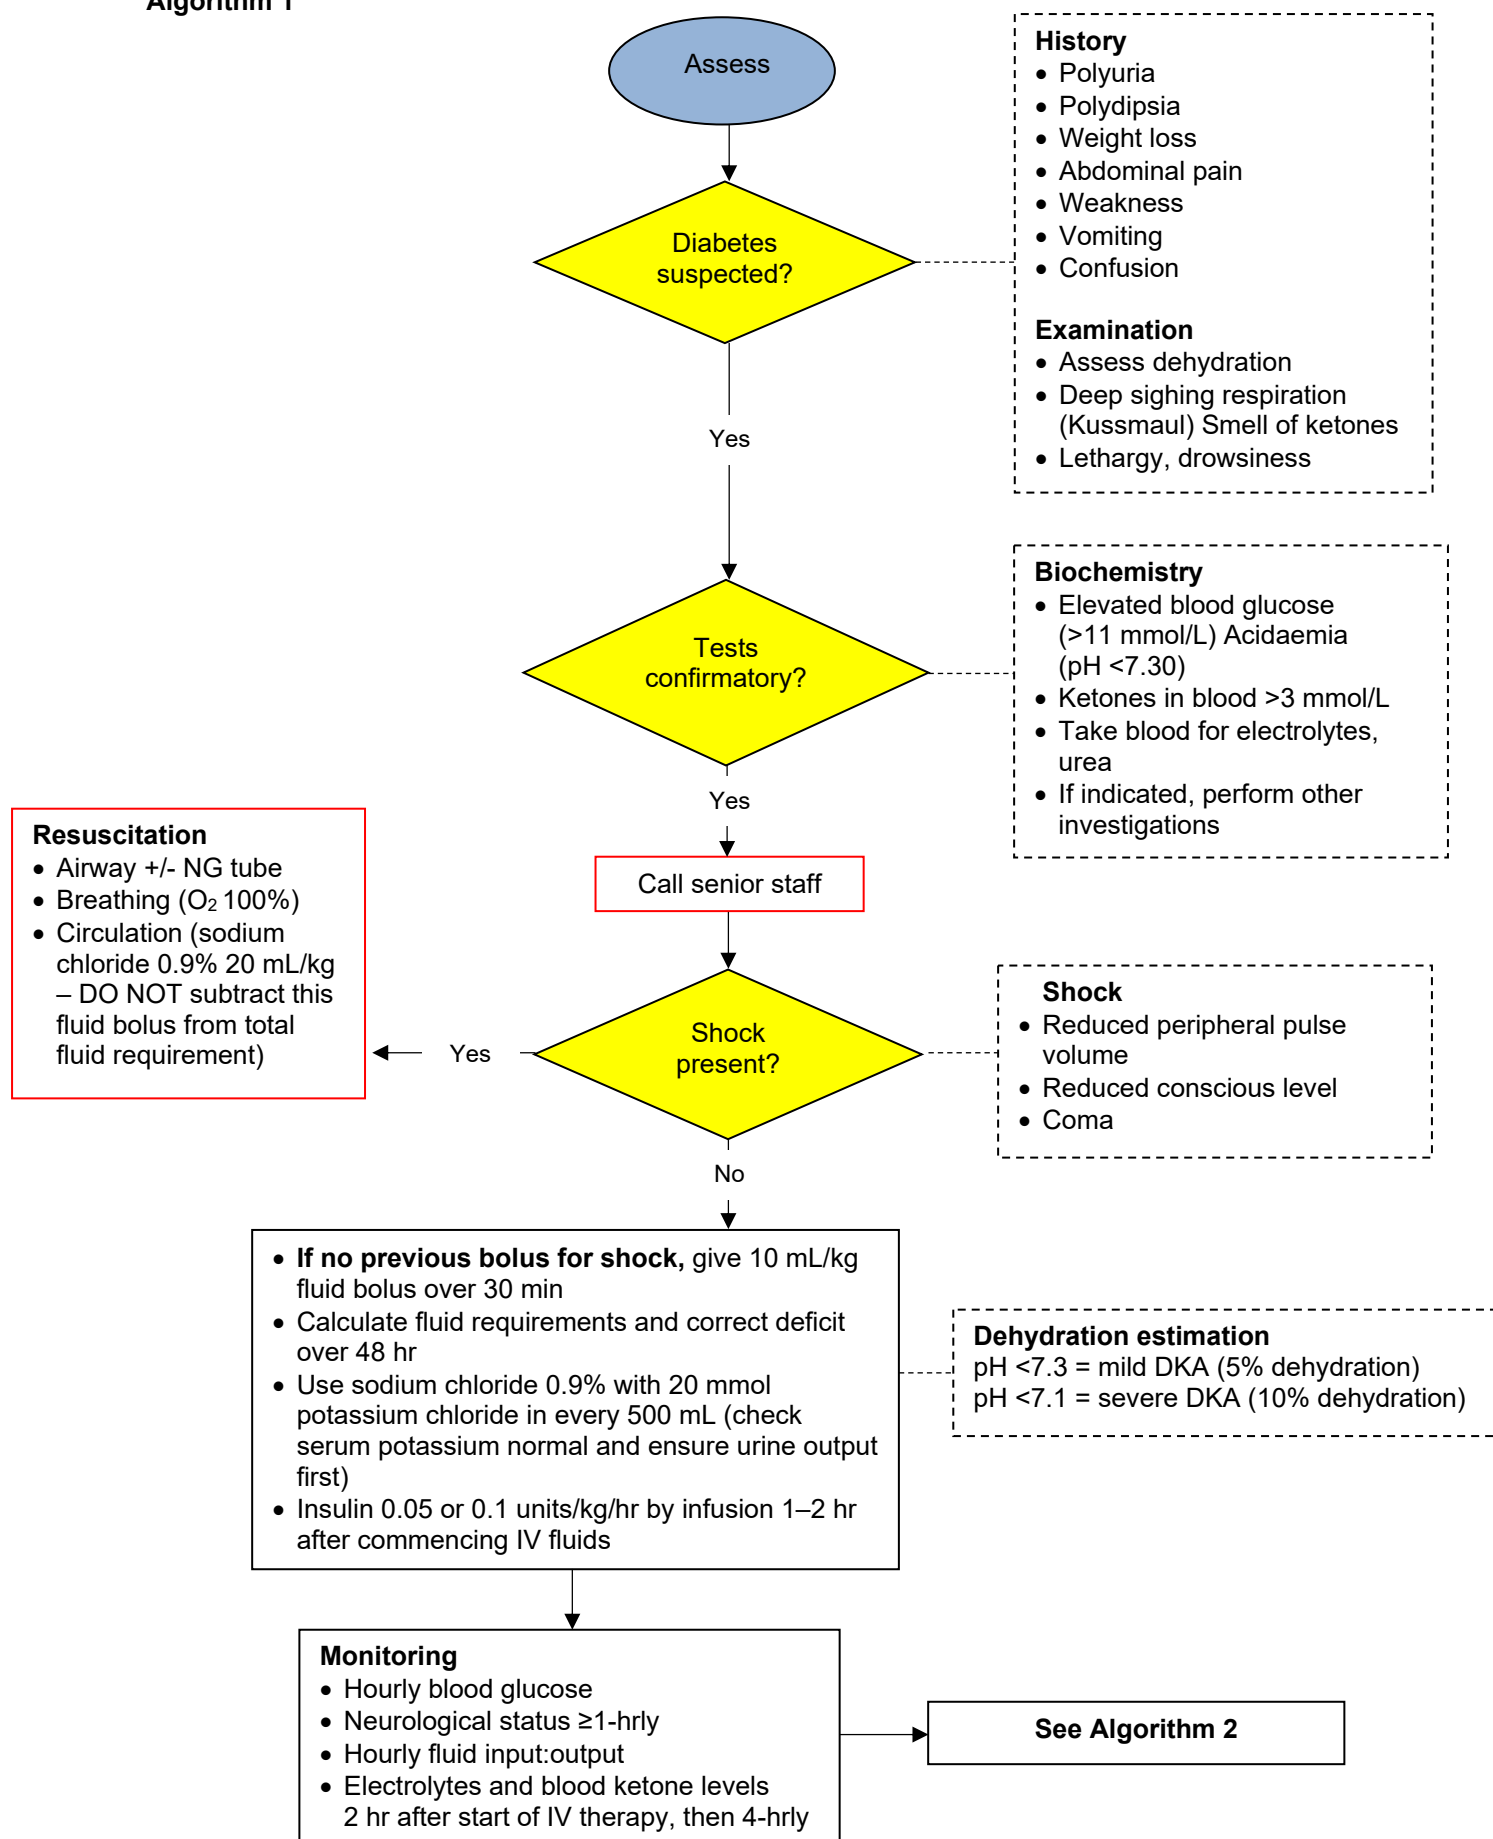 Algorithm 1
Assess
History
• Polyuria
• Polydipsia
• Weight loss
• Abdominal pain
• Weakness
• Vomiting
• Confusion
Examination
• Assess dehydration
• Deep sighing respiration
(Kussmaul) Smell of ketones
• Lethargy, drowsiness
Diabetes
suspected?
Yes
Biochemistry
• Elevated blood glucose
(>11 mmol/L) Acidaemia
(pH <7.30)
• Ketones in blood >3 mmol/L
• Take blood for electrolytes,
urea
• If indicated, perform other
investigations
Tests
confirmatory?
Yes
Call senior staff
Resuscitation
• Airway +/- NG tube
• Breathing (O₂ 100%)
• Circulation (sodium
chloride 0.9% 20 mL/kg
– DO NOT subtract this
fluid bolus from total
fluid requirement)
Yes
Shock
present?
Shock
• Reduced peripheral pulse
volume
• Reduced conscious level
• Coma
No
• If no previous bolus for shock, give 10 mL/kg
fluid bolus over 30 min
• Calculate fluid requirements and correct deficit
over 48 hr
• Use sodium chloride 0.9% with 20 mmol
potassium chloride in every 500 mL (check
serum potassium normal and ensure urine output
first)
• Insulin 0.05 or 0.1 units/kg/hr by infusion 1–2 hr
after commencing IV fluids
Dehydration estimation
pH <7.3 = mild DKA (5% dehydration)
pH <7.1 = severe DKA (10% dehydration)
Monitoring
• Hourly blood glucose
• Neurological status ≥1-hrly
• Hourly fluid input:output
• Electrolytes and blood ketone levels
2 hr after start of IV therapy, then 4-hrly
See Algorithm 2